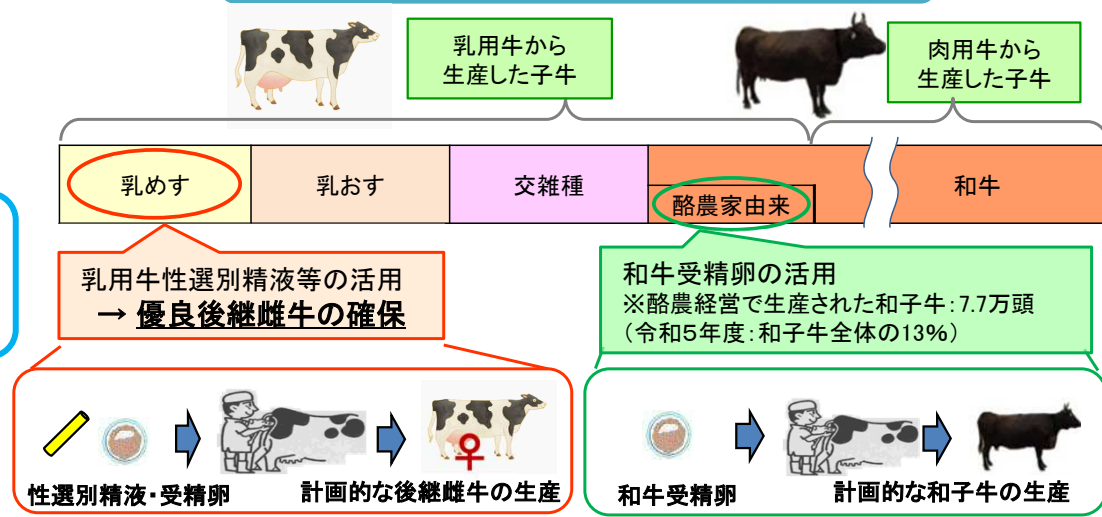 乳用牛から
生産した子牛
肉用牛から
生産した子牛
乳めす
乳おす
交雑種
酪農家由来
和牛
乳用牛性選別精液等の活用
→ 優良後継雌牛の確保
和牛受精卵の活用
※酪農経営で生産された和子牛：7.7万頭
（令和５年度：和子牛全体の13%）
♀
性選別精液・受精卵
計画的な後継雌牛の生産
和牛受精卵
計画的な和子牛の生産